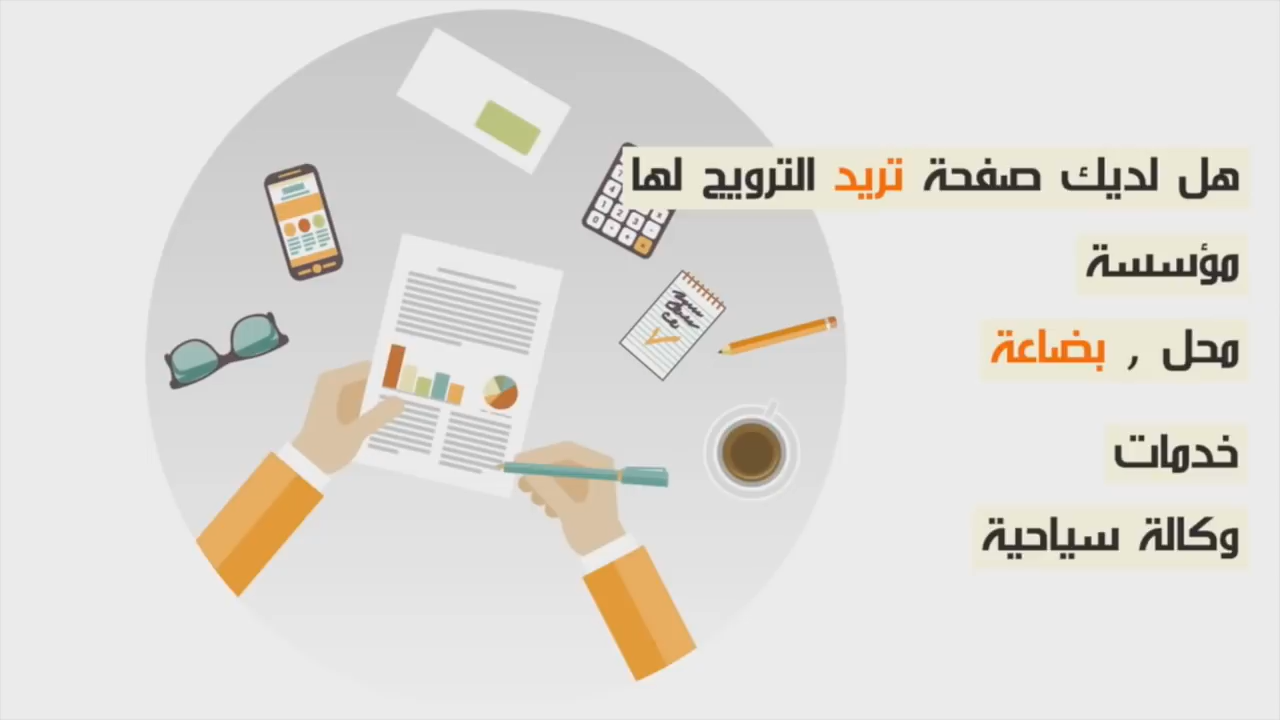 هل لديك صفحة تريد الترويج لها
مؤسسة
محل , بضاعة
خدمات
وكالة سياحية